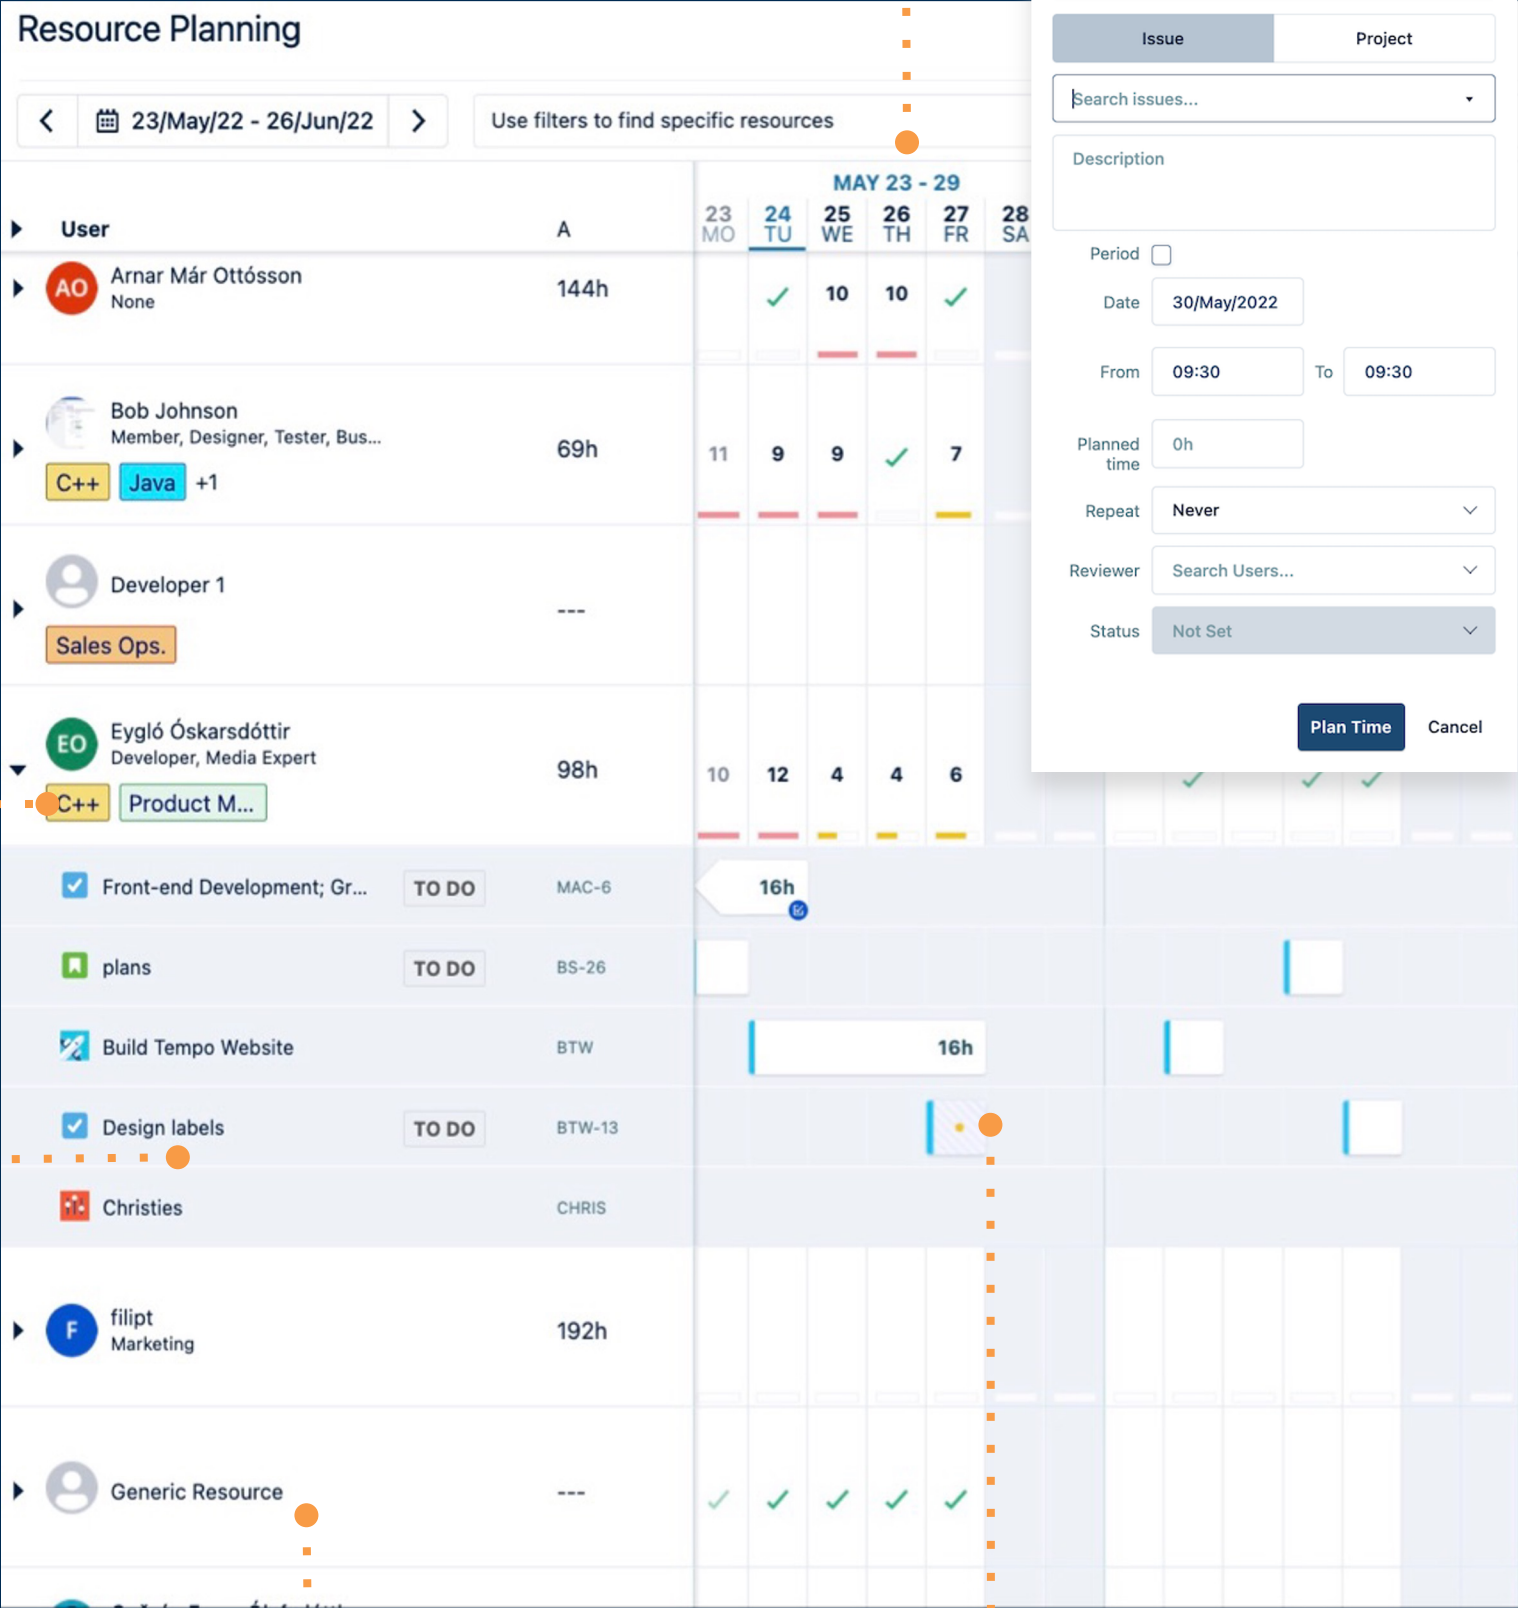 Resource Planning
23/May/22 - 26/Jun/22
Use filters to find specific resources
User
A
MAY 23 - 29
23 24 25 26 27 28
MO TU WE TH FR SA
AO
Arnar Már Ottósson
None
144h
10 10
Bob Johnson
Member, Designer, Tester, Bus...
C++ Java +1
69h
11 9 9 7
Developer 1
Sales Ops.
---
EO
Eygló Óskarsdóttir
Developer, Media Expert
C++ Product M...
98h
10 12 4 4 6
Front-end Development; Gr... TO DO MAC-6 16h
plans TO DO BS-26
Build Tempo Website BTW 16h
Design labels TO DO BTW-13
Christies CHRIS
F
filipt
Marketing
192h
Generic Resource ---
Issue Project
Search issues...
Description
Period
Date 30/May/2022
From 09:30 To 09:30
Planned
time
0h
Repeat Never
Reviewer Search Users...
Status Not Set
Plan Time Cancel